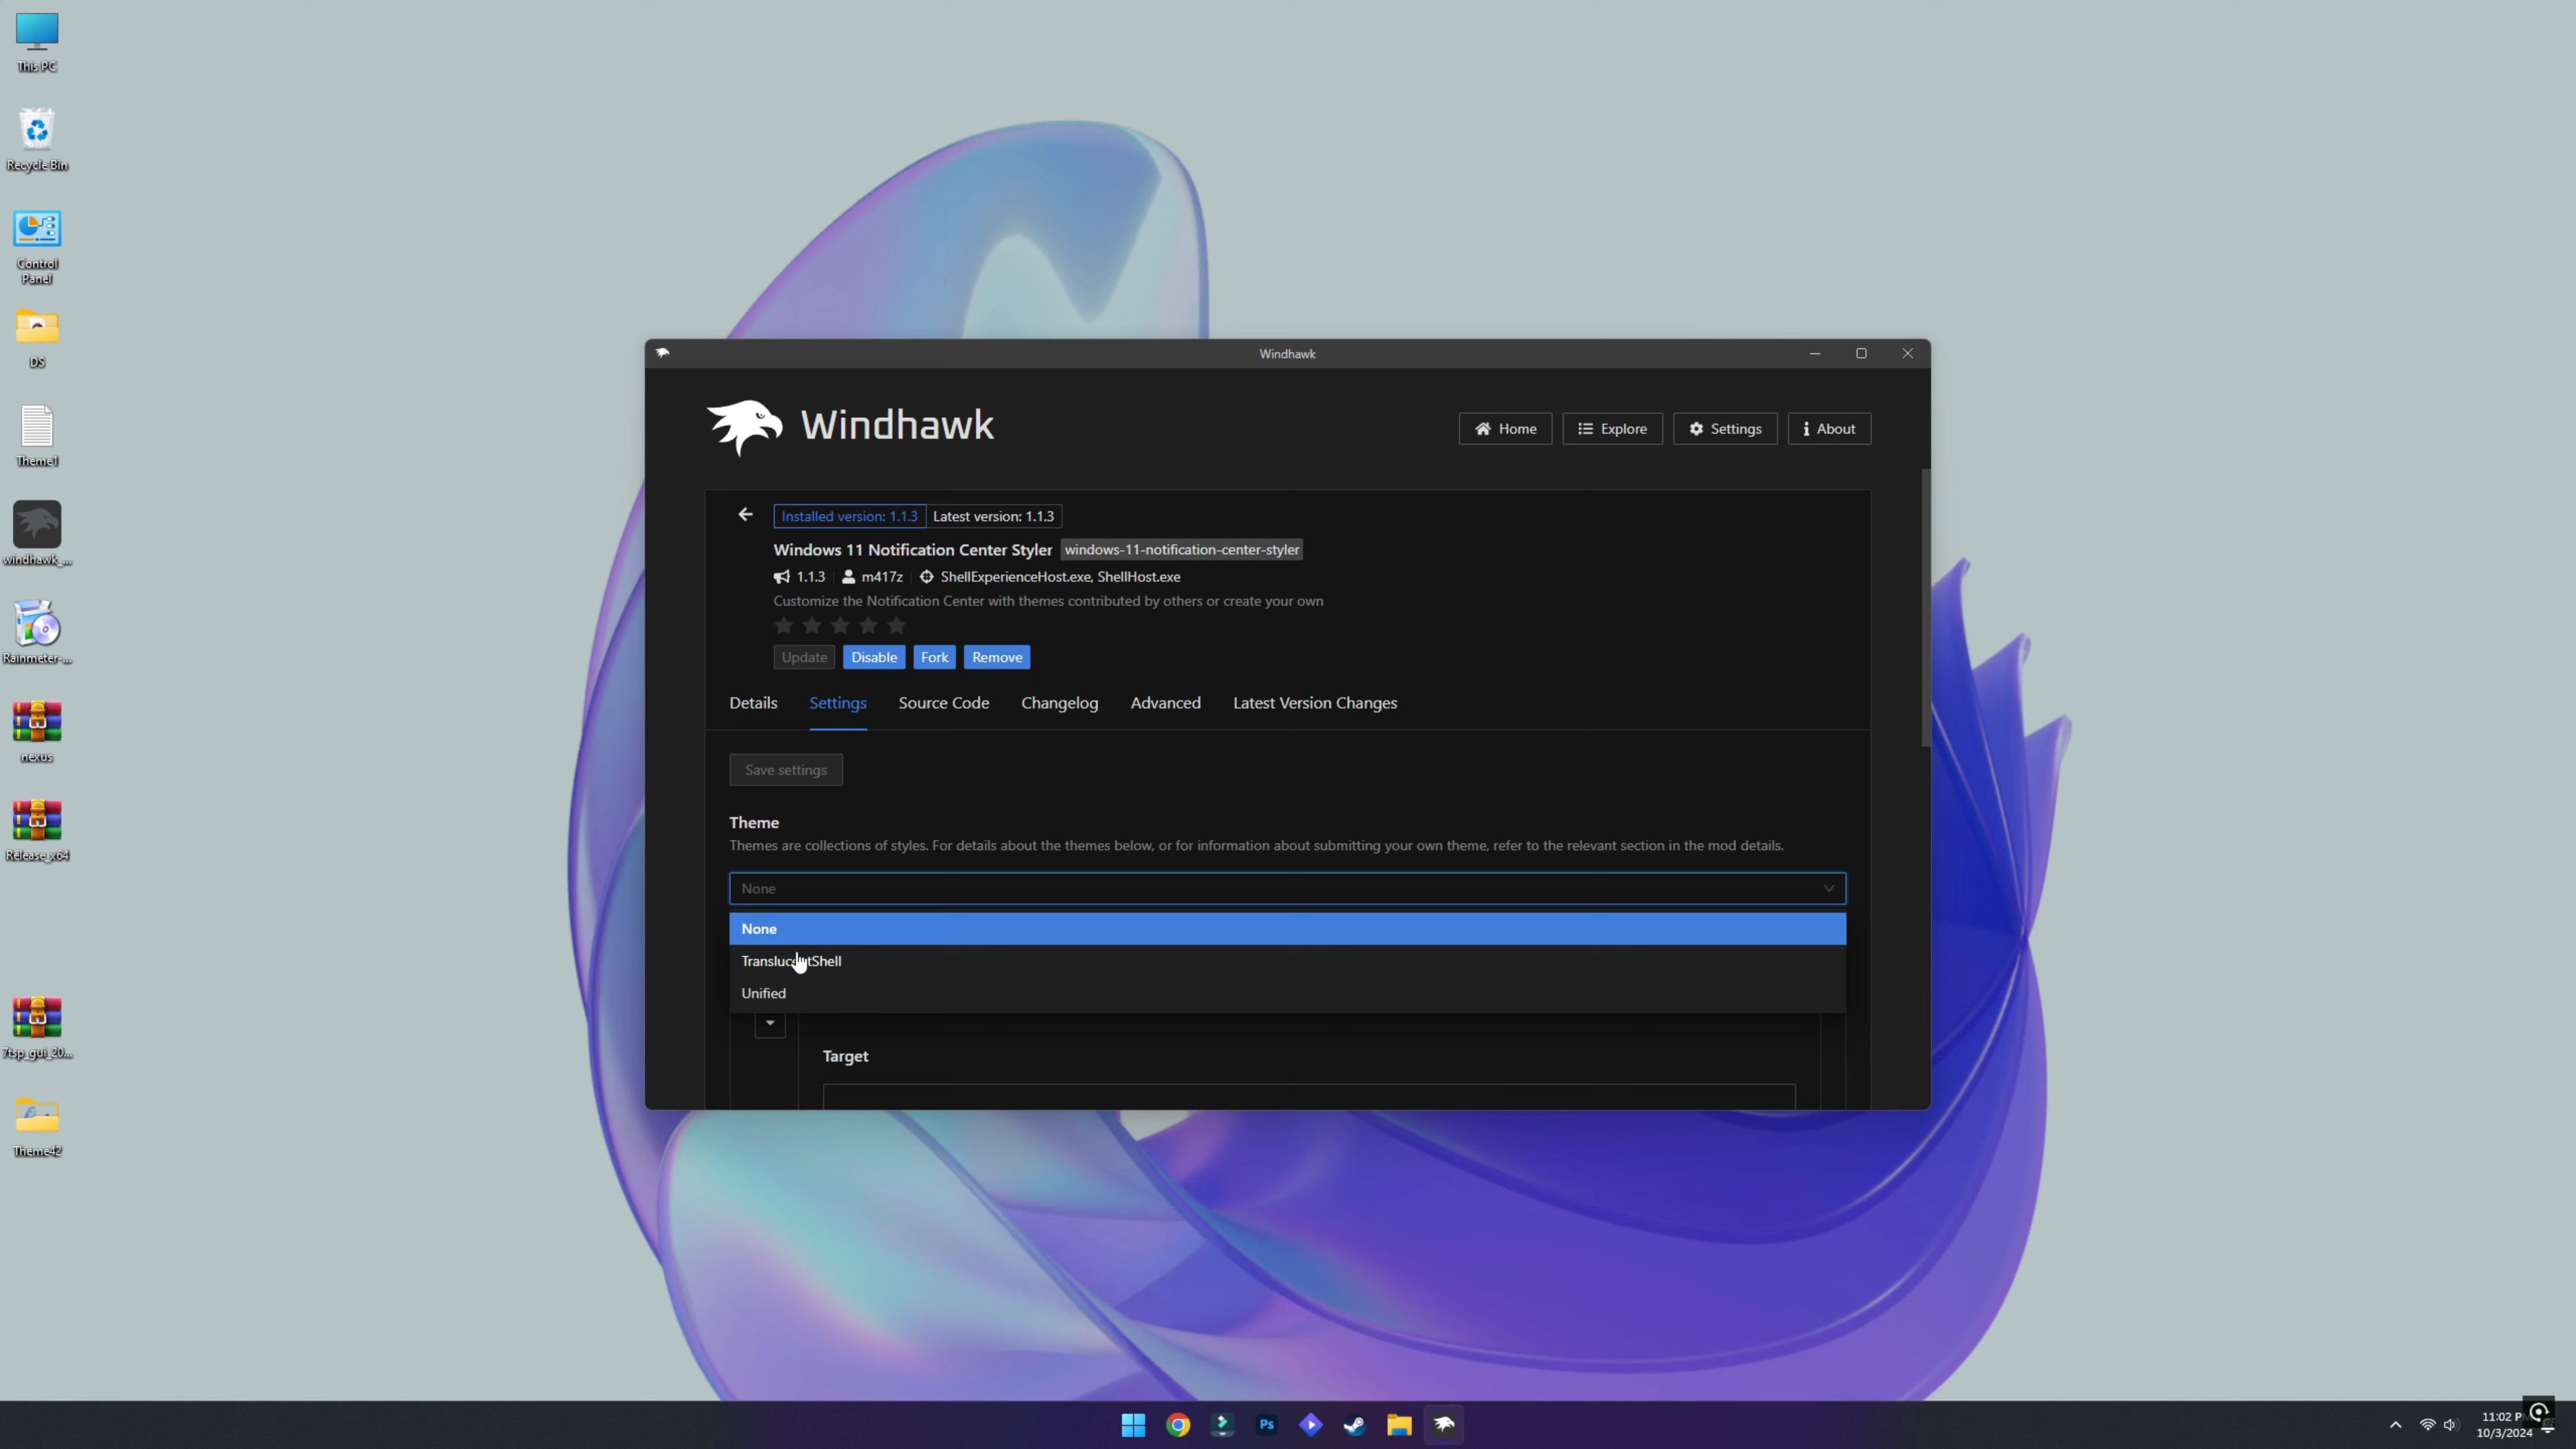 This PC
Recycle Bin
Control
Panel
DS
Theme1
windhawk_...
Rainmeter-...
nexus
Release_x64
7tsp_gui_20...
Theme42
Windhawk
Windhawk
Home
Explore
Settings
About
Installed version: 1.1.3
Latest version: 1.1.3
Windows 11 Notification Center Styler windows-11-notification-center-styler
1.1.3 m417z ShellExperienceHost.exe, ShellHost.exe
Customize the Notification Center with themes contributed by others or create your own
Update Disable Fork Remove
Details Settings Source Code Changelog Advanced Latest Version Changes
Save settings
Theme
Themes are collections of styles. For details about the themes below, or for information about submitting your own theme, refer to the relevant section in the mod details.
None
None
TranslucentShell
Unified
Target
Ps
11:02 P
10/3/2024